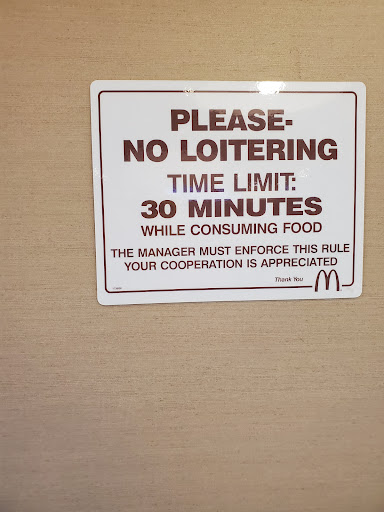 PLEASE-
NO LOITERING
TIME LIMIT:
30 MINUTES
WHILE CONSUMING FOOD
THE MANAGER MUST ENFORCE THIS RULE
YOUR COOPERATION IS APPRECIATED
Thank You